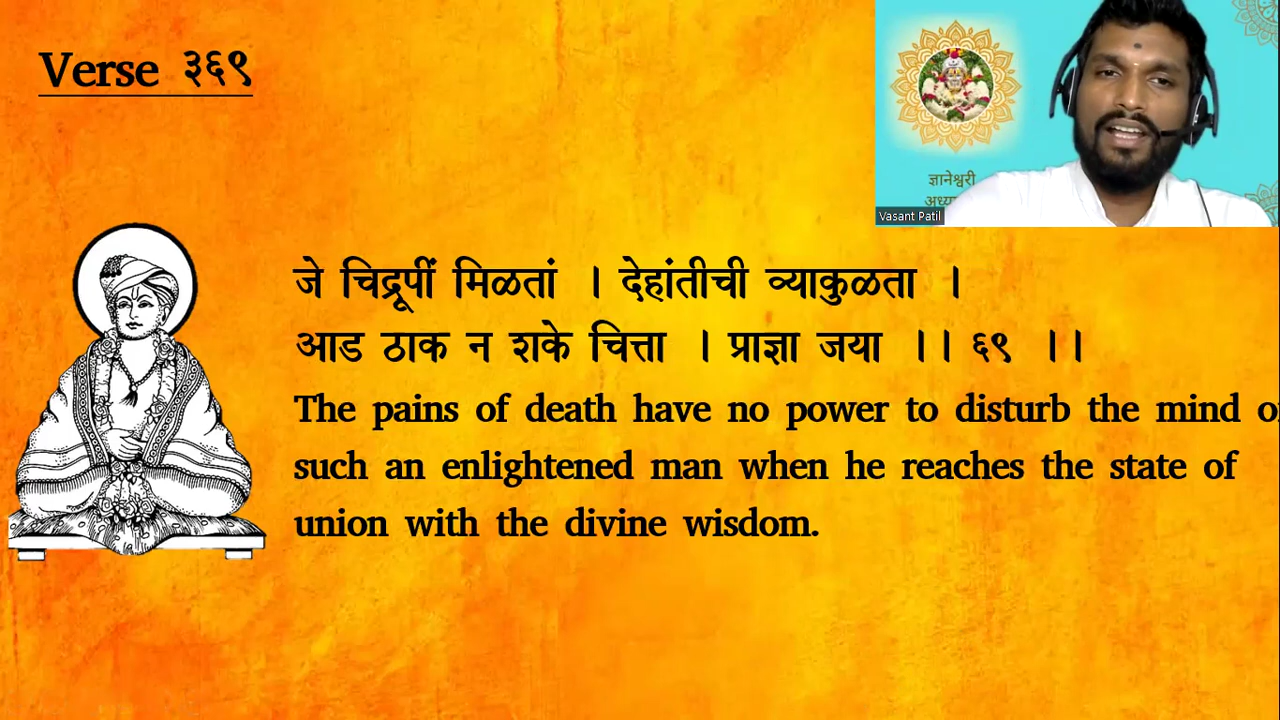 Verse ३६९
ज्ञानेश्वरी
Vasant Patil
जे चिद्रूपीं मिळतां । देहांतीची व्याकुळता ।
आड ठाक न शके चित्ता । प्राज्ञा जया ।। ६९ ।।
The pains of death have no power to disturb the mind o
such an enlightened man when he reaches the state of
union with the divine wisdom.